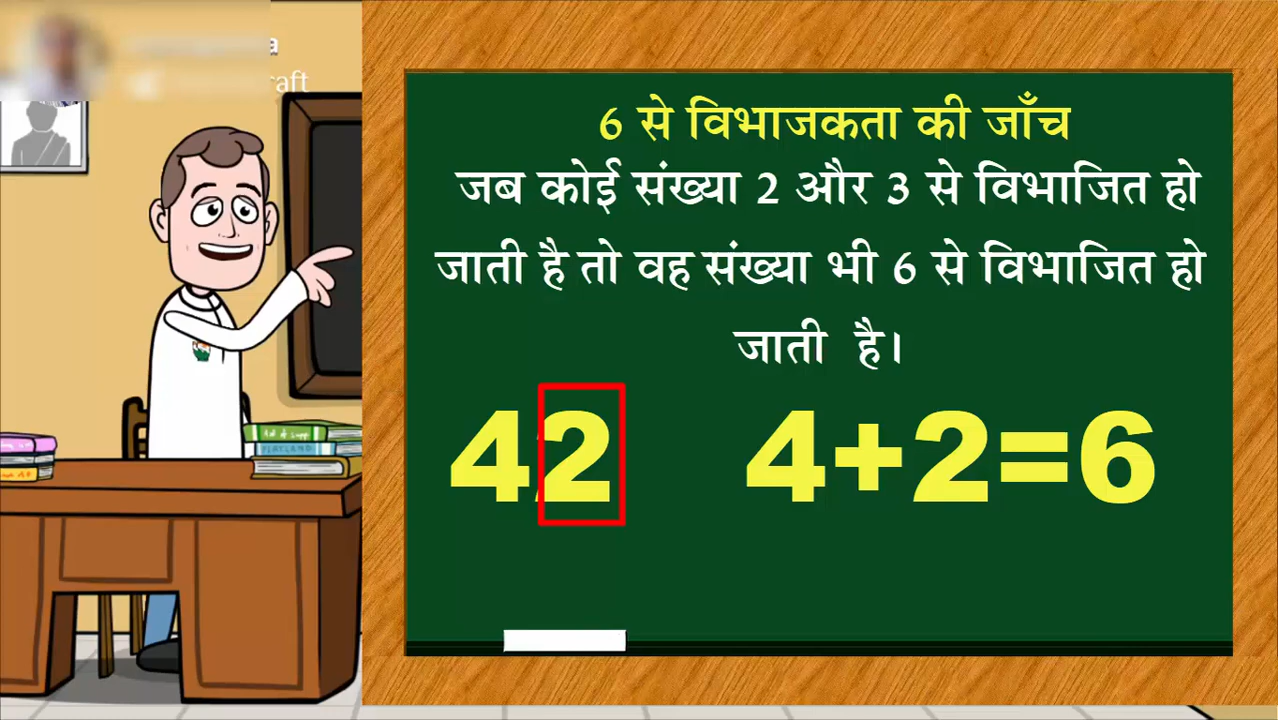 6 से विभाजकता की जाँच
जब कोई संख्या 2 और 3 से विभाजित हो
जाती है तो वह संख्या भी 6 से विभाजित हो
जाती है।
42 4+2=6